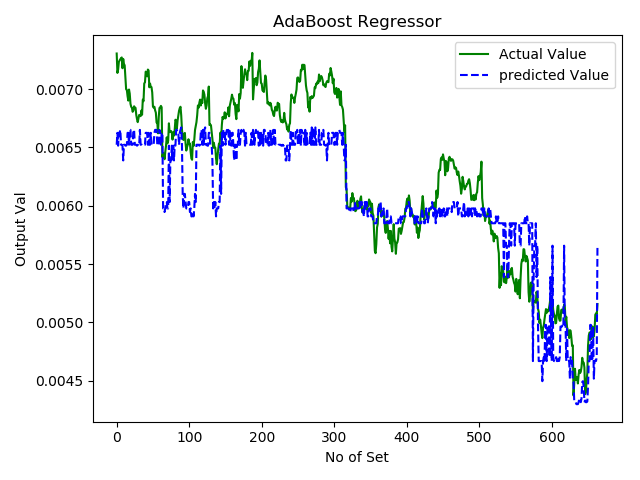 AdaBoost Regressor
Actual Value
predicted Value
Output Val
0.0070
0.0065
0.0060
0.0055
0.0050
0.0045
0 100 200 300 400 500 600
No of Set